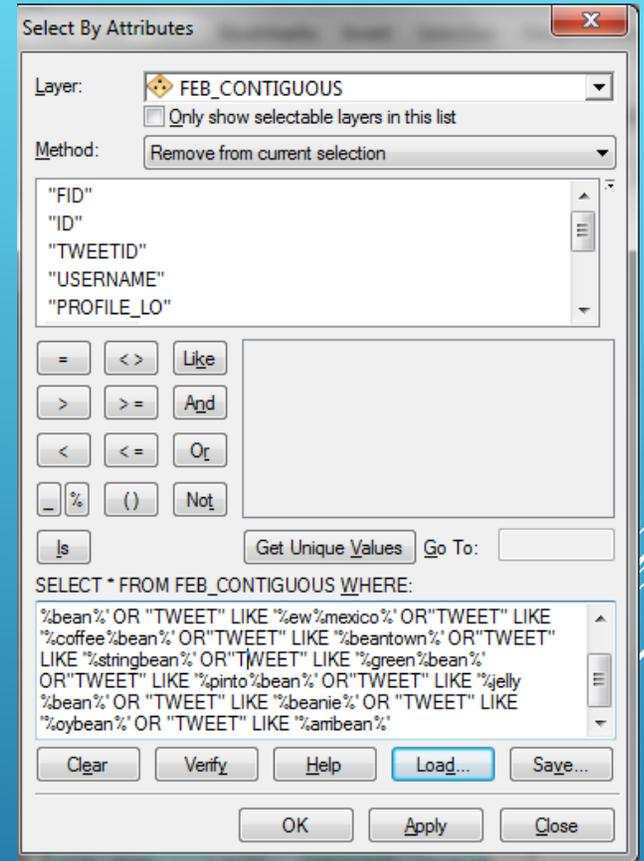 Select By Attributes
Layer: FEB_CONTIGUOUS
Only show selectable layers in this list
Method: Remove from current selection
"FID"
"ID"
"TWEETID"
"USERNAME"
"PROFILE_LO"
= < > Like
> > = And
< < = Or
_ % ( ) Not
Is Get Unique Values Go To:
SELECT * FROM FEB_CONTIGUOUS WHERE:
%bean%' OR "TWEET" LIKE '%ew%mexico%' OR"TWEET" LIKE
'%coffee%bean%' OR"TWEET" LIKE '%beantown%' OR"TWEET"
LIKE '%stringbean%' OR"TWEET" LIKE '%green%bean%'
OR"TWEET" LIKE '%pinto%bean%' OR"TWEET" LIKE '%jelly
%bean%' OR "TWEET" LIKE '%beanie%' OR "TWEET" LIKE
'%oybean%' OR "TWEET" LIKE '%arribean%'
Clear Verify Help Load... Save...
OK Apply Close